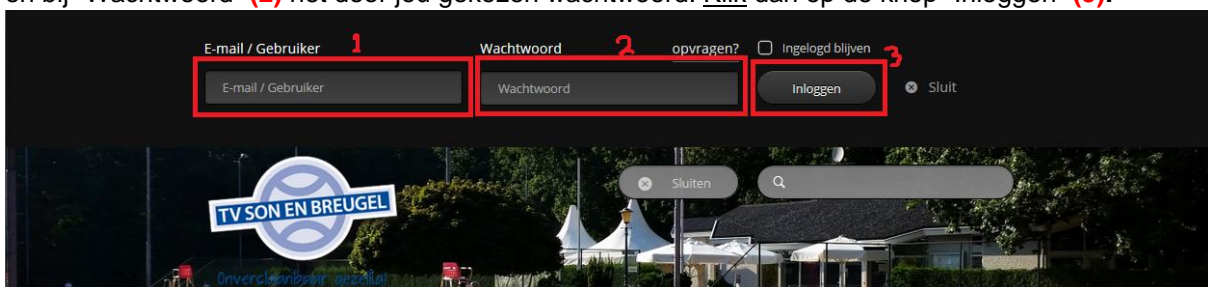 en bij "Wachtwoord" (2) het door jou gekozen wachtwoord. Klik dan op de knop "Inloggen" (3).
E-mail / Gebruiker 1 Wachtwoord 2 opvragen? Ingelogd blijven 3
E-mail / Gebruiker Wachtwoord Inloggen Sluit
Sluiten
TV SON EN BREUGEL
Onverslaanbaar gezellig!